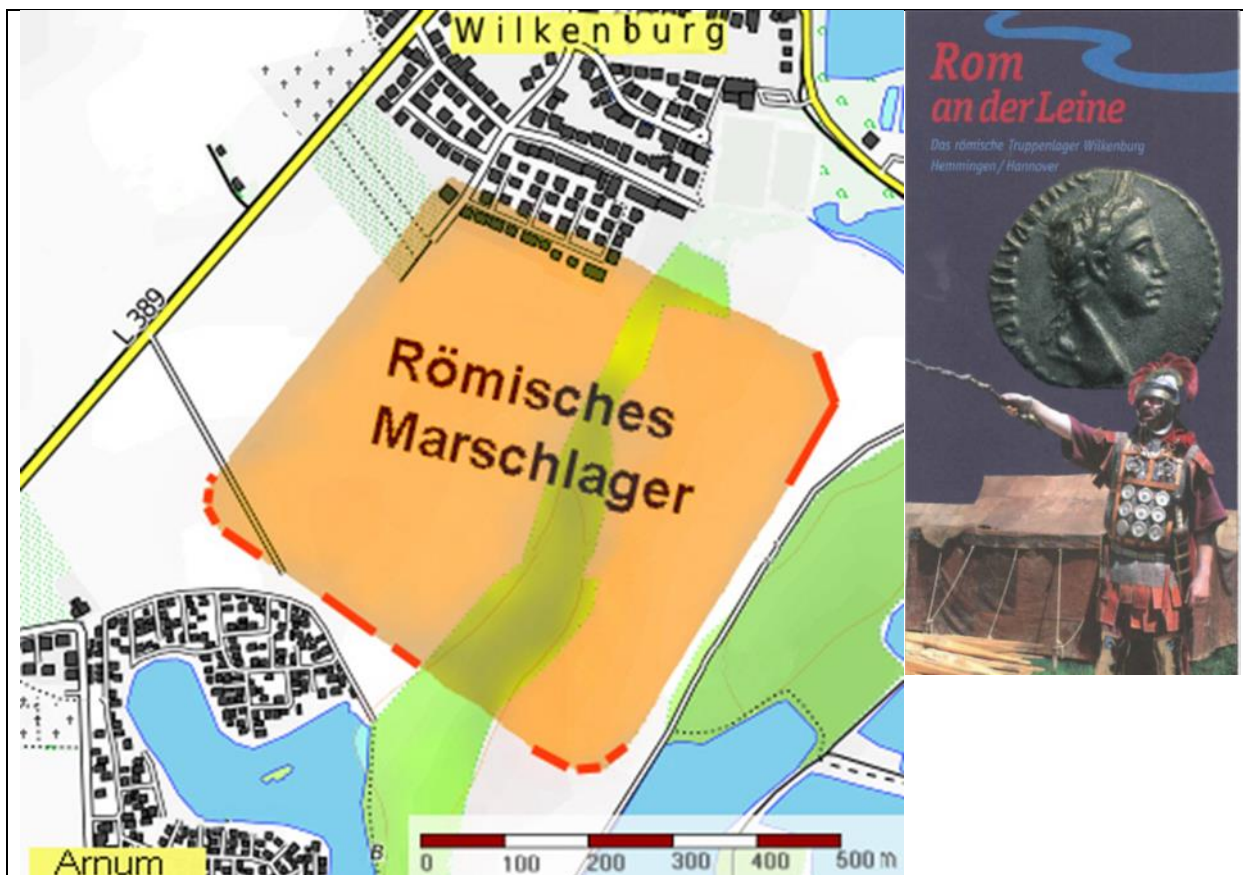 Wilkenburg
L 389
Römisches
Marschlager
Arnum
B
0 100 200 300 400 500 m
Rom
an der Leine
Das römische Truppenlager Wilkenburg
Hemmingen / Hannover